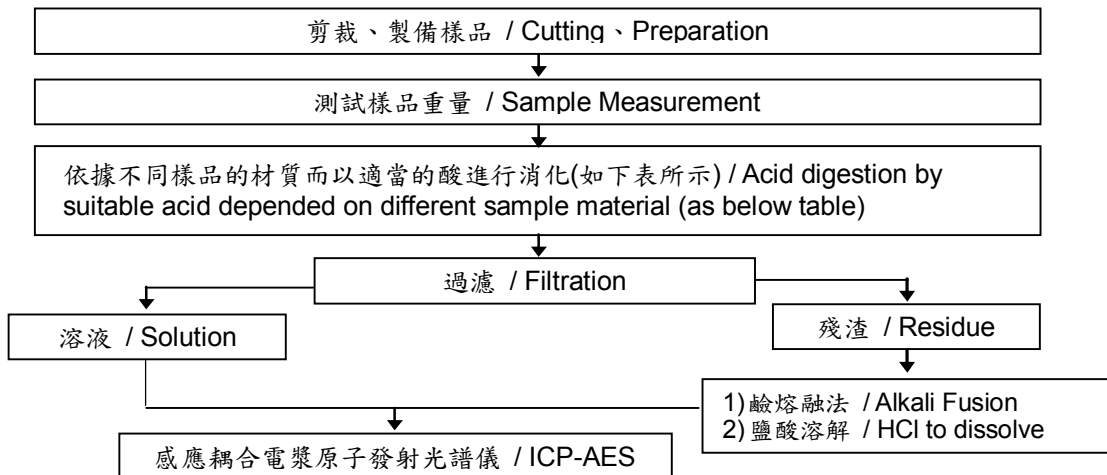 剪裁、製備樣品 / Cutting、Preparation
測試樣品重量 / Sample Measurement
依據不同樣品的材質而以適當的酸進行消化(如下表所示) / Acid digestion by
suitable acid depended on different sample material (as below table)
過濾 / Filtration
溶液 / Solution
殘渣 / Residue
1)鹼熔融法 / Alkali Fusion
2)鹽酸溶解 / HCl to dissolve
感應耦合電漿原子發射光譜儀 / ICP-AES